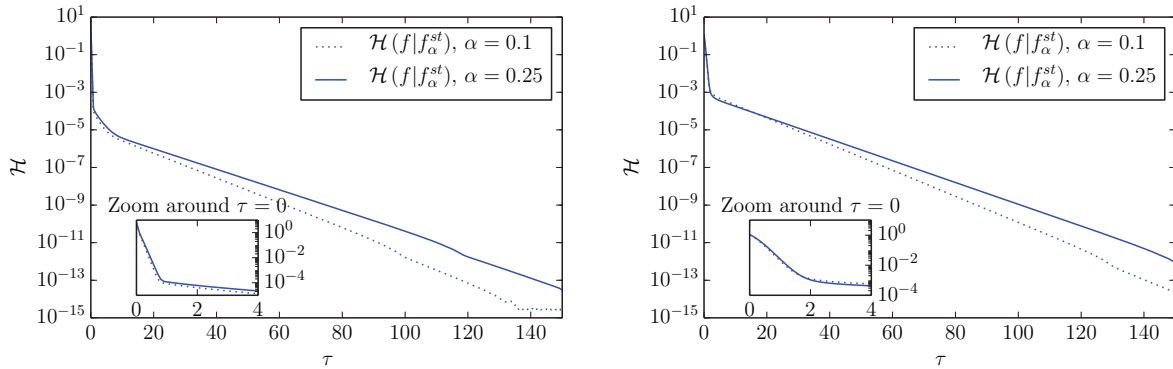 10^1
10^{-1}
10^{-3}
10^{-5}
10^{-7}
10^{-9}
10^{-11}
10^{-13}
10^{-15}
ℋ
ℋ(f|f_α^{st}), α = 0.1
ℋ(f|f_α^{st}), α = 0.25
Zoom around τ = 0
10^0
10^{-2}
10^{-4}
0 2 4
0 20 40 60 80 100 120 140
τ
10^1
10^{-1}
10^{-3}
10^{-5}
10^{-7}
10^{-9}
10^{-11}
10^{-13}
10^{-15}
ℋ
ℋ(f|f_α^{st}), α = 0.1
ℋ(f|f_α^{st}), α = 0.25
Zoom around τ = 0
10^0
10^{-2}
10^{-4}
0 2 4
0 20 40 60 80 100 120 140
τ